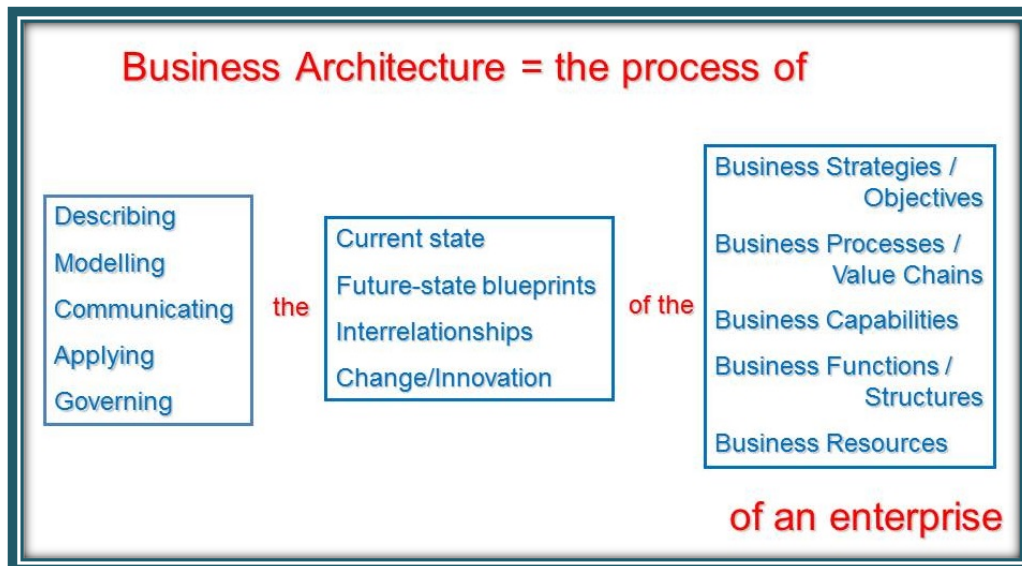 Business Architecture = the process of
Describing
Modelling
Communicating
Applying
Governing
the
Current state
Future-state blueprints
Interrelationships
Change/Innovation
of the
Business Strategies /
Objectives
Business Processes /
Value Chains
Business Capabilities
Business Functions /
Structures
Business Resources
of an enterprise